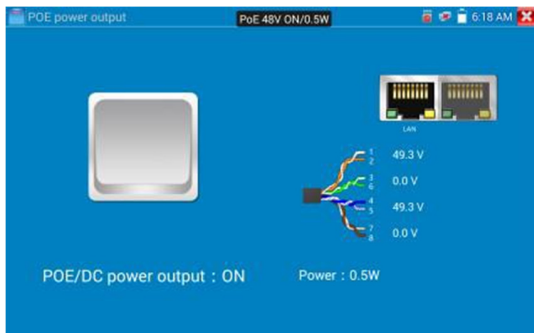 POE power output
PoE 48V ON/0.5W
6:18 AM
LAN
1
2
49.3 V
3
6
0.0 V
4
5
49.3 V
7
8
0.0 V
POE/DC power output : ON
Power : 0.5W